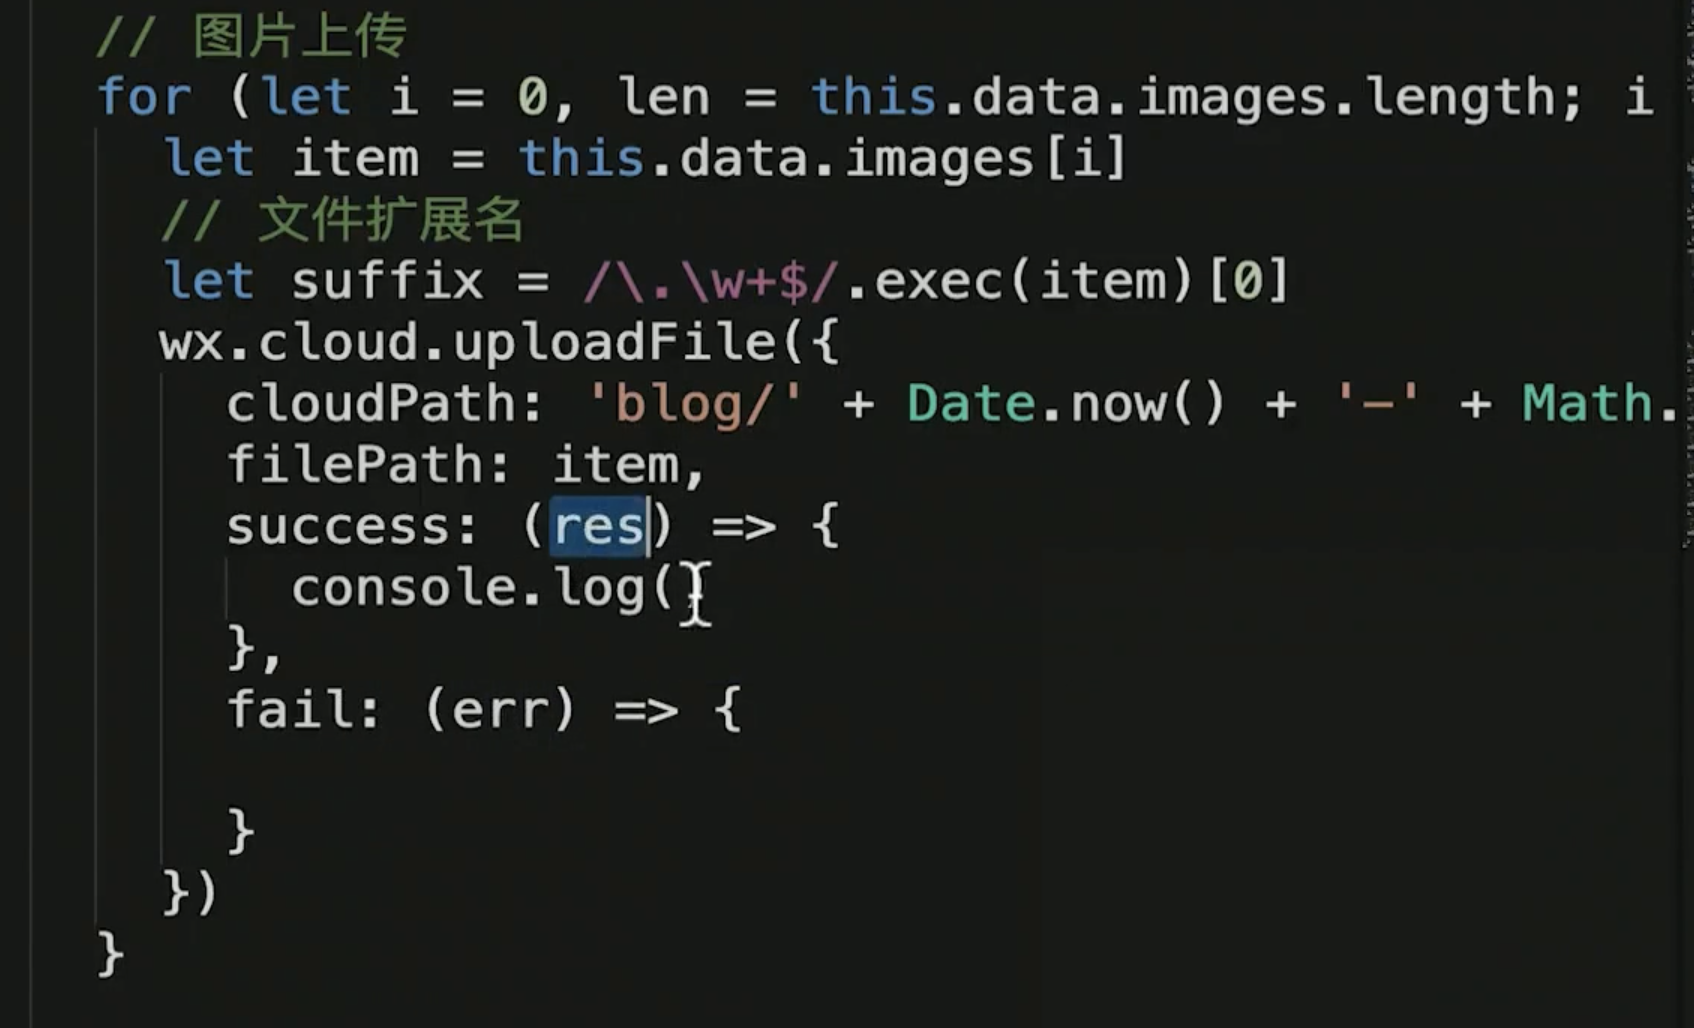 // 图片上传
for (let i = 0, len = this.data.images.length; i
let item = this.data.images[i]
// 文件扩展名
let suffix = /\.\w+$/.exec(item)[0]
wx.cloud.uploadFile({
cloudPath: 'blog/' + Date.now() + '-' + Math.
filePath: item,
success: (res) => {
console.log()
},
fail: (err) => {
}
})
}